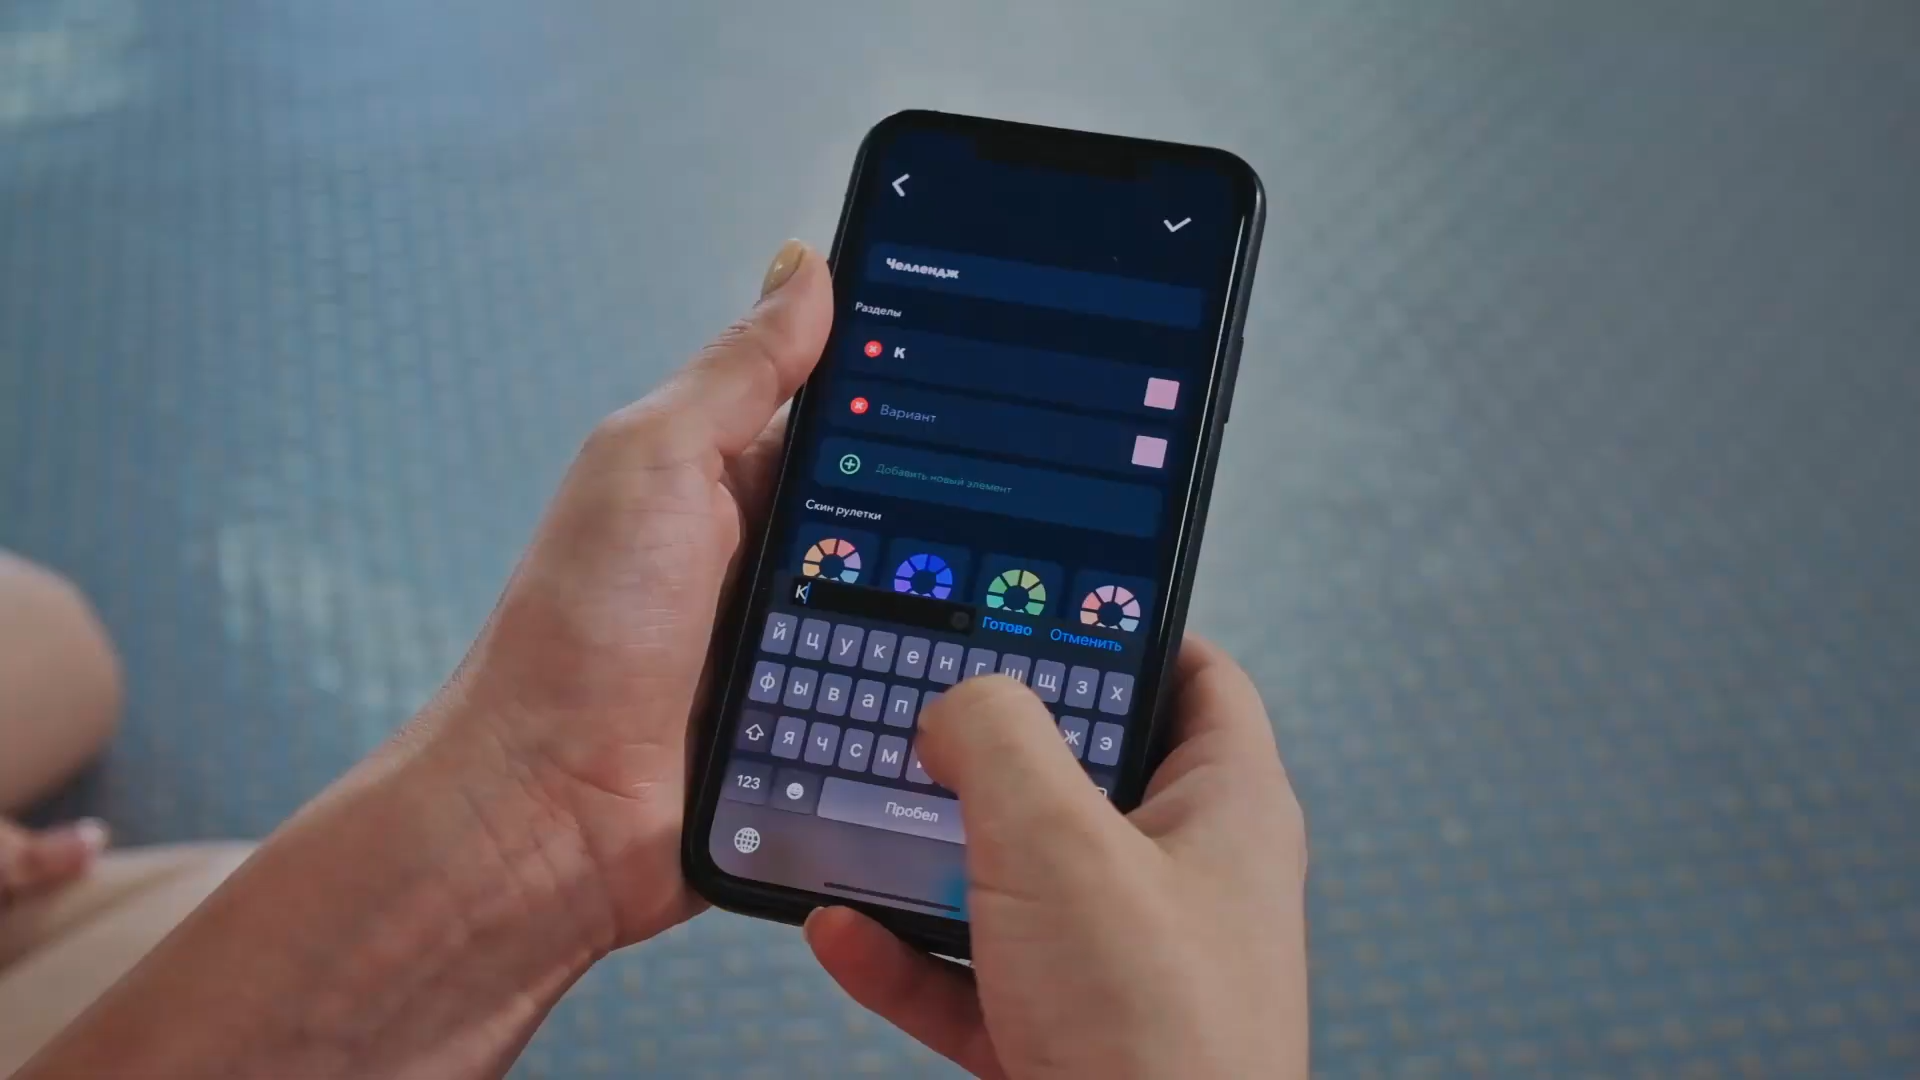 Челлендж
Разделы
К
Вариант
Добавить новый элемент
Скин рулетки
К
Готово Отменить
й ц у к е н г ш щ з х
ф ы в а п ж э
я ч с м
123 Пробел